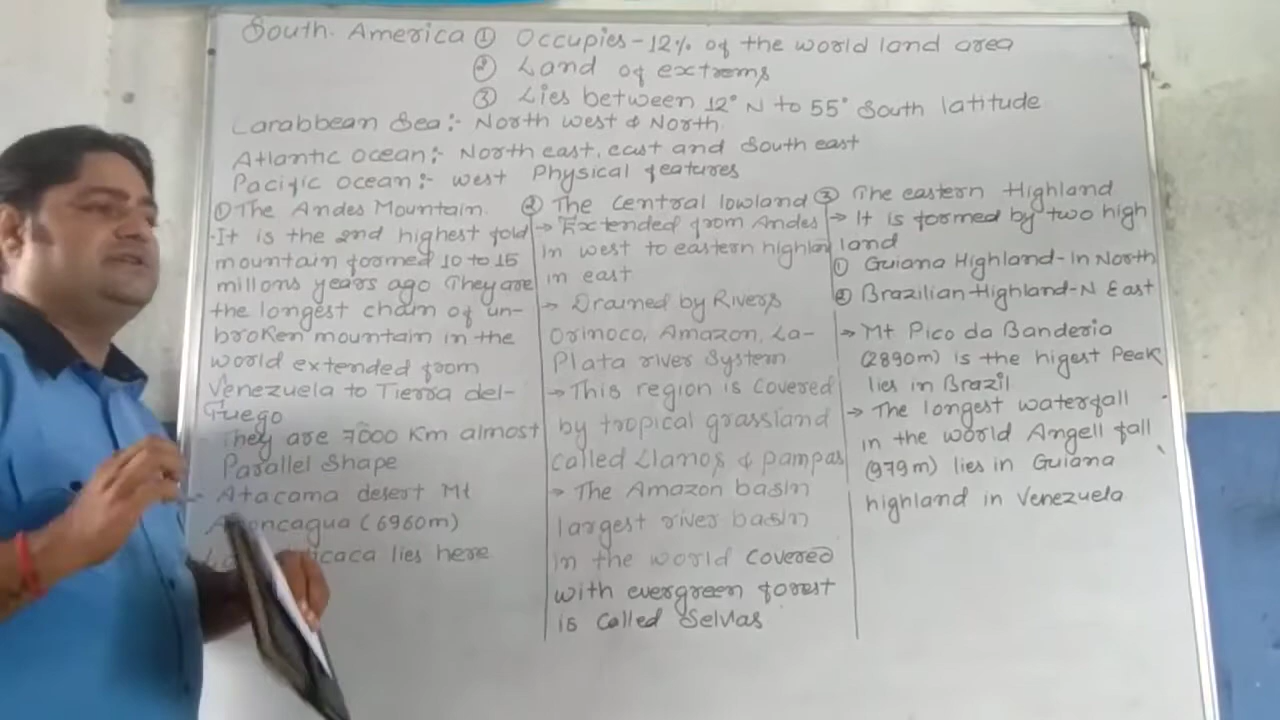 South. America ① Occupies - 12% of the world land area
② Land of extrems
③ Lies between 12° N to 55° South latitude
Carabbean Sea:- North west & North
Atlantic ocean:- North east, east and South east
Pacific ocean:- west Physical features
① The Andes Mountain.
- It is the 2nd highest fold
mountain formed 10 to 15
millons years ago They are
the longest chain of un-
broken mountain in the
world extended from
Venezuela to Tierra del-
Fuego
They are 7000 Km almost
Parallel Shape
- Atacama desert Mt
(6960m)
lies here
② The Central lowland
→ Extended from Andes
in west to eastern highlan
in east
→ Drained by Rivers
Orinoco, Amazon, La-
Plata river System
→ This region is Covered
by tropical grassland
called Llanos & pampas
→ The Amazon basin
largest river basin
in the world covered
with evergreen forest
is Called Selvas
③ The eastern Highland
→ It is formed by two high
land
① Guiana Highland - In North
② Brazilian Highland - N East
→ Mt Pico da Banderia
(2890m) is the higest Peak
lies in Brazil
→ The longest waterfall
in the world Angell fall
(979m) lies in Guiana
highland in Venezuela